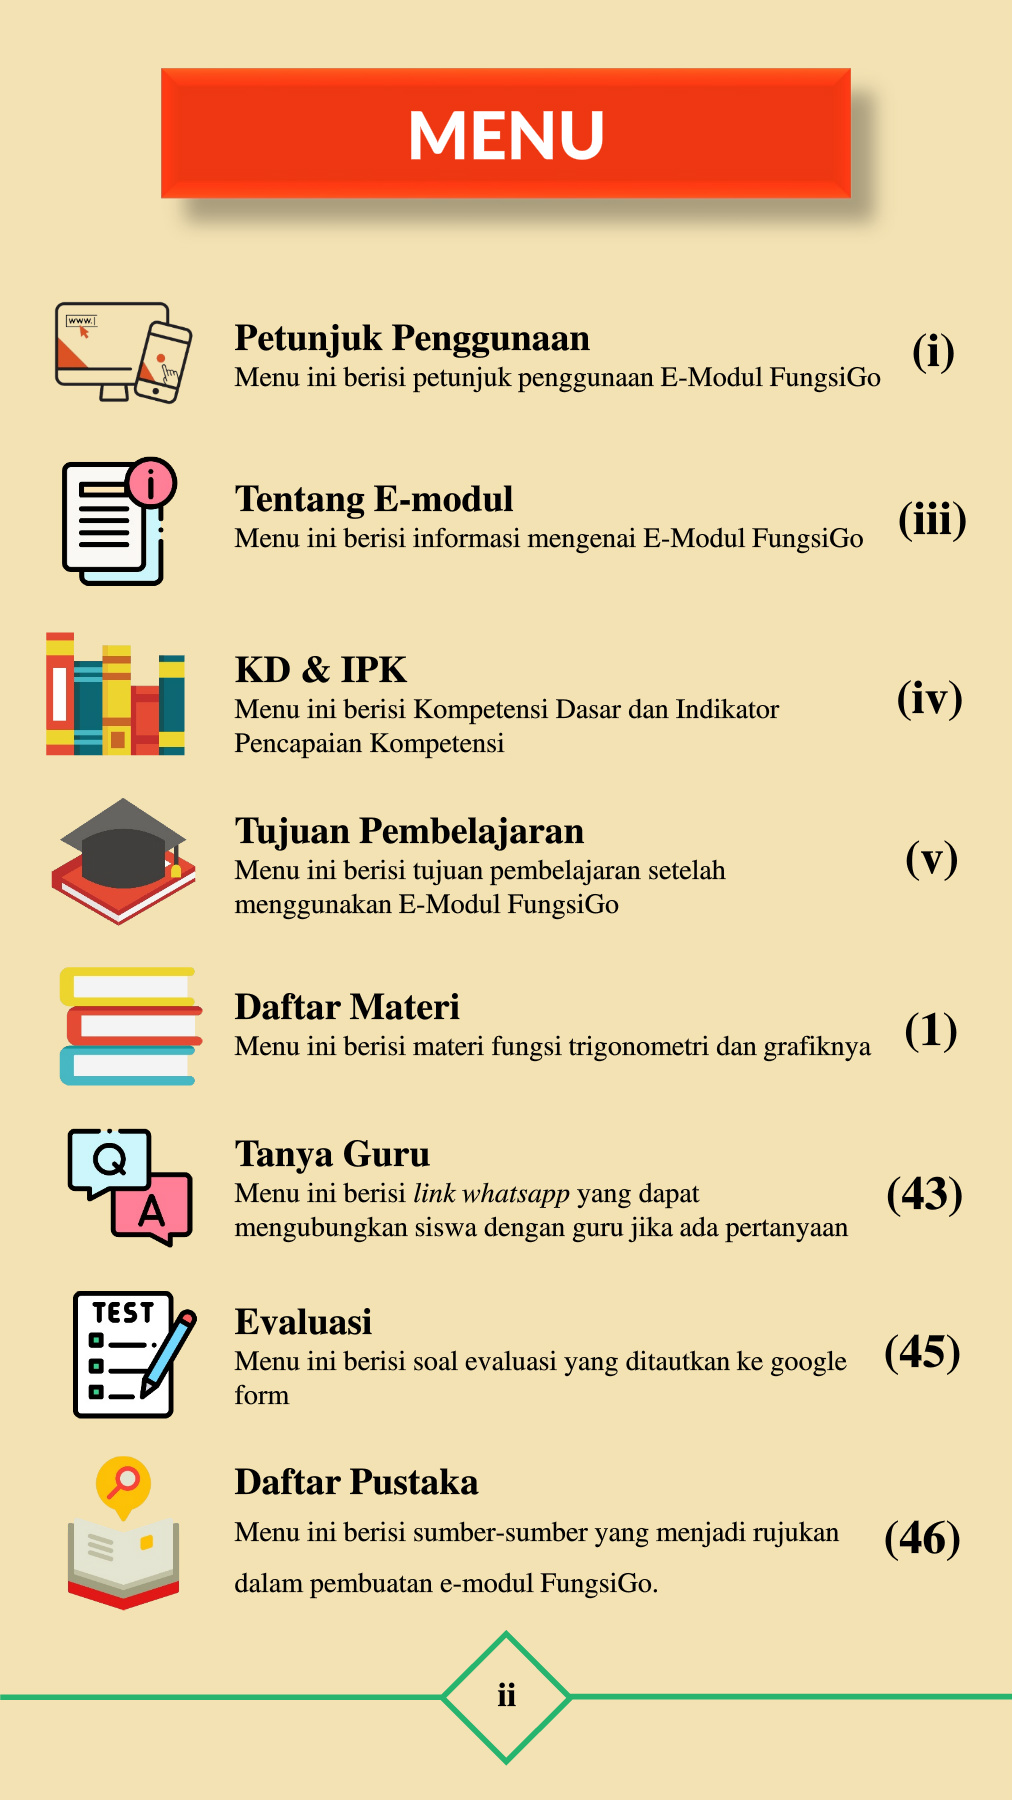 MENU
www.
Petunjuk Penggunaan
Menu ini berisi petunjuk penggunaan E-Modul FungsiGo
(i)
i
Tentang E-modul
Menu ini berisi informasi mengenai E-Modul FungsiGo
(iii)
KD & IPK
Menu ini berisi Kompetensi Dasar dan Indikator
Pencapaian Kompetensi
(iv)
Tujuan Pembelajaran
Menu ini berisi tujuan pembelajaran setelah
menggunakan E-Modul FungsiGo
(v)
Daftar Materi
Menu ini berisi materi fungsi trigonometri dan grafiknya
(1)
Q
A
Tanya Guru
Menu ini berisi link whatsapp yang dapat
mengubungkan siswa dengan guru jika ada pertanyaan
(43)
TEST
Evaluasi
Menu ini berisi soal evaluasi yang ditautkan ke google
form
(45)
Daftar Pustaka
Menu ini berisi sumber-sumber yang menjadi rujukan
dalam pembuatan e-modul FungsiGo.
(46)
ii